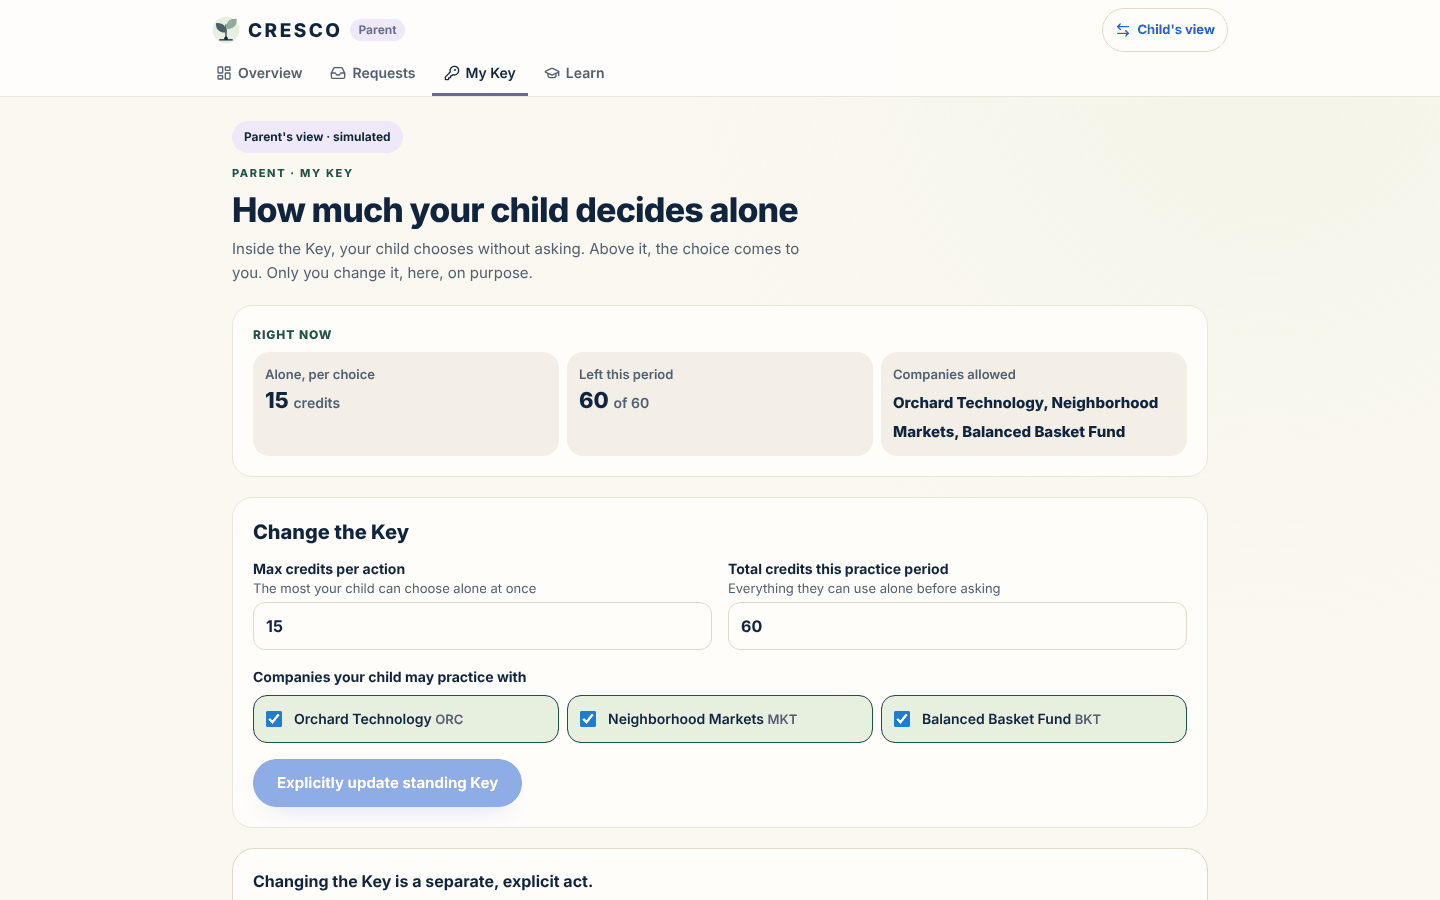 CRESCO Parent
Child's view
Overview Requests My Key Learn
Parent's view · simulated
PARENT · MY KEY
How much your child decides alone
Inside the Key, your child chooses without asking. Above it, the choice comes to
you. Only you change it, here, on purpose.
RIGHT NOW
Alone, per choice
15 credits
Left this period
60 of 60
Companies allowed
Orchard Technology, Neighborhood
Markets, Balanced Basket Fund
Change the Key
Max credits per action
The most your child can choose alone at once
15
Total credits this practice period
Everything they can use alone before asking
60
Companies your child may practice with
Orchard Technology ORC
Neighborhood Markets MKT
Balanced Basket Fund BKT
Explicitly update standing Key
Changing the Key is a separate, explicit act.